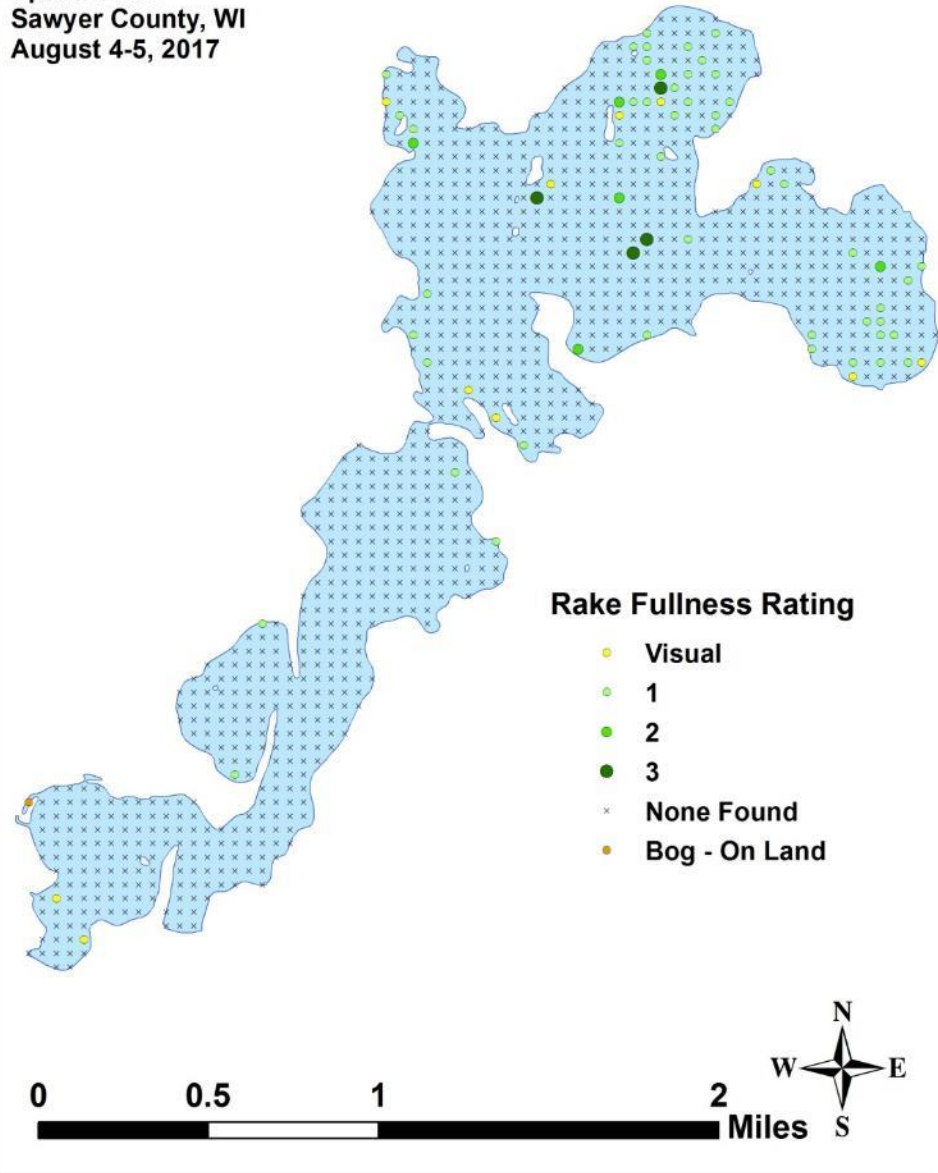 Sawyer County, WI
August 4-5, 2017
Rake Fullness Rating
Visual
1
2
3
None Found
Bog - On Land
N
W E
S
0 0.5 1 2
Miles